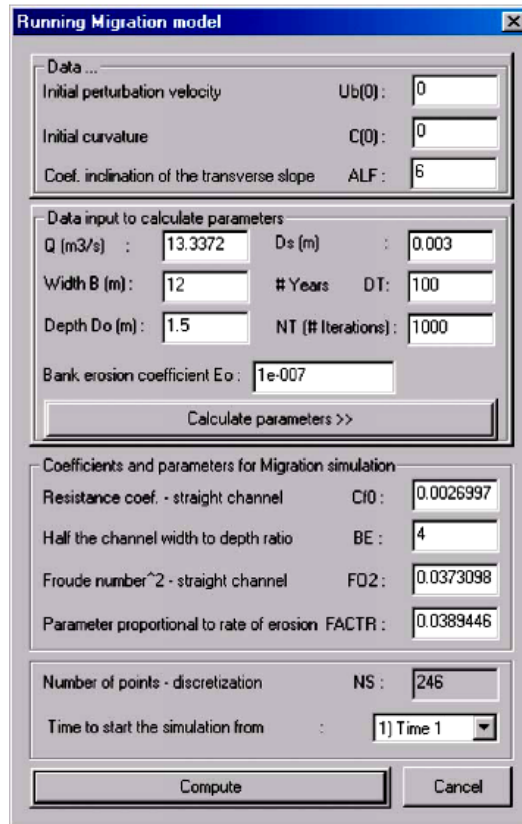 Running Migration model
Data ...
Initial perturbation velocity Ub(0) : 0
Initial curvature C(0) : 0
Coef. inclination of the transverse slope ALF : 6
Data input to calculate parameters
Q (m3/s) : 13.3372 Ds (m) : 0.003
Width B (m) : 12 # Years DT: 100
Depth Do (m) : 1.5 NT (# Iterations) : 1000
Bank erosion coefficient Eo : 1e-007
Calculate parameters >>
Coefficients and parameters for Migration simulation
Resistance coef. - straight channel Cf0 : 0.0026997
Half the channel width to depth ratio BE : 4
Froude number^2 - straight channel FO2 : 0.0373098
Parameter proportional to rate of erosion FACTR : 0.0389446
Number of points - discretization NS : 246
Time to start the simulation from : 1) Time 1
Compute Cancel